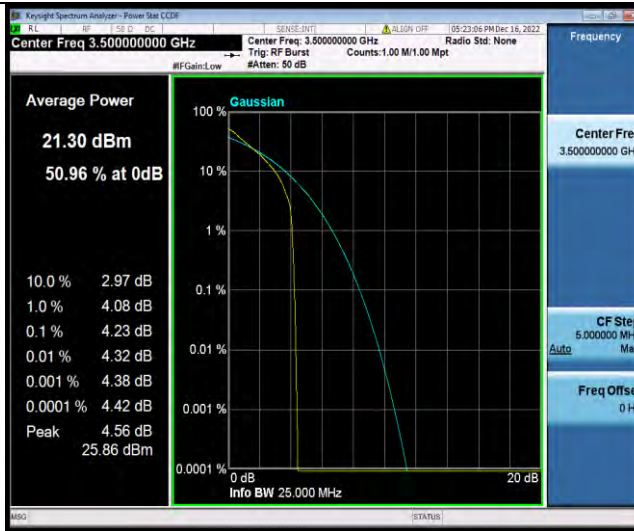 Keysight Spectrum Analyzer - Power Stat CCDF
RL RF 50 Ω DC SENSE:INT ALIGN OFF 05:23:06 PM Dec 16, 2022
Center Freq 3.500000000 GHz Center Freq: 3.500000000 GHz Radio Std: None
Trig: RF Burst Counts:1.00 M/1.00 Mpt
#IFGain:Low #Atten: 50 dB
Frequency
Average Power
21.30 dBm
50.96 % at 0dB
10.0 % 2.97 dB
1.0 % 4.08 dB
0.1 % 4.23 dB
0.01 % 4.32 dB
0.001 % 4.38 dB
0.0001 % 4.42 dB
Peak 4.56 dB
25.86 dBm
Gaussian
100 %
10 %
1 %
0.1 %
0.01 %
0.001 %
0.0001 %
0 dB 20 dB
Info BW 25.000 MHz
Center Fre
3.500000000 GH
CF Ste
5.000000 MH
Auto Ma
Freq Offse
0 H
MSG STATUS